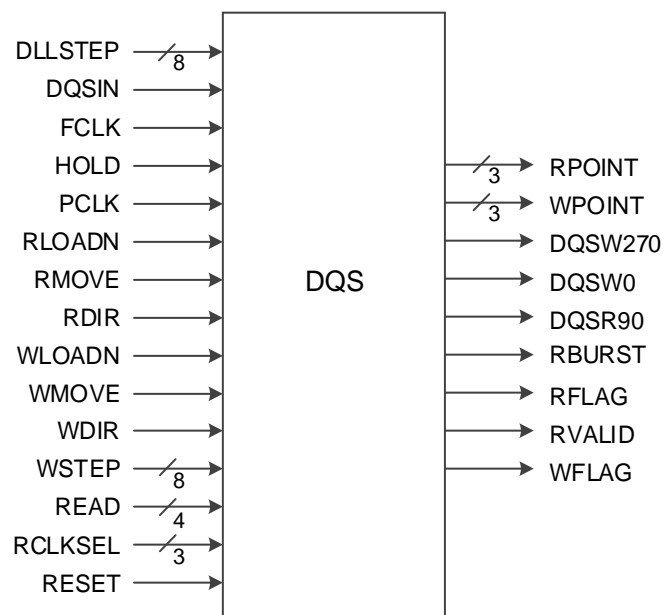 DLLSTEP
8
DQSIN
FCLK
HOLD
PCLK
RLOADN
RMOVE
RDIR
WLOADN
WMOVE
WDIR
WSTEP
8
READ
4
RCLKSEL
3
RESET
DQS
RPOINT
3
WPOINT
3
DQSW270
DQSW0
DQSR90
RBURST
RFLAG
RVALID
WFLAG